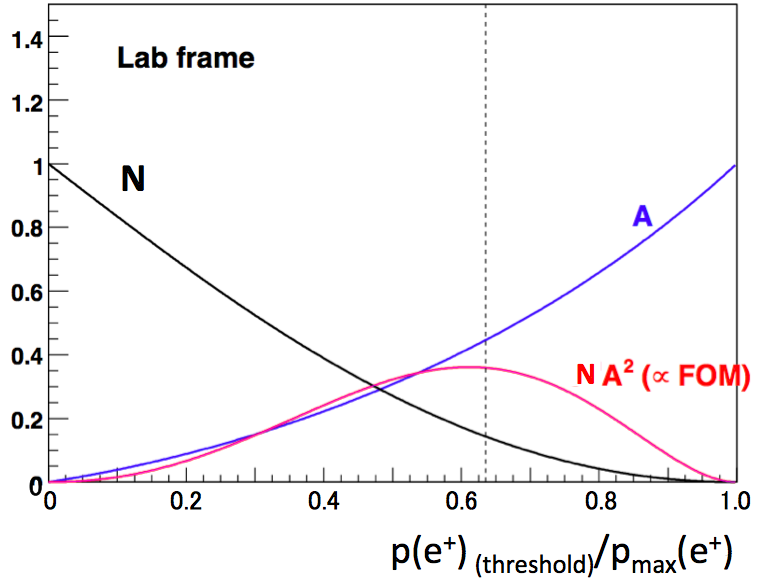 Lab frame
N
A
N A² (∝ FOM)
1.4
1.2
1
0.8
0.6
0.4
0.2
0
0 0.2 0.4 0.6 0.8 1.0
p(e⁺) (threshold)/pmax(e⁺)